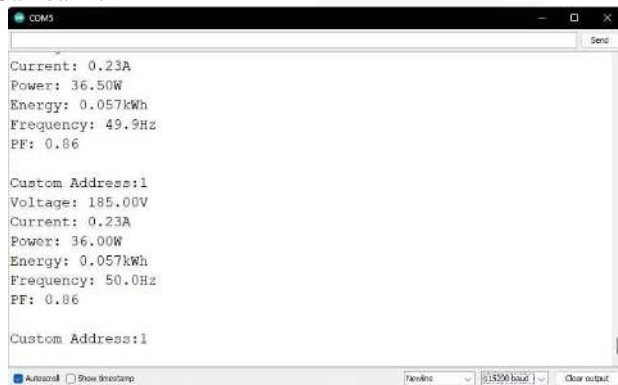 COM5
Send
Current: 0.23A
Power: 36.50W
Energy: 0.057kWh
Frequency: 49.9Hz
PF: 0.86
Custom Address:1
Voltage: 185.00V
Current: 0.23A
Power: 36.00W
Energy: 0.057kWh
Frequency: 50.0Hz
PF: 0.86
Custom Address:1
Autoscroll Show timestamp Newline 115200 baud Clear output